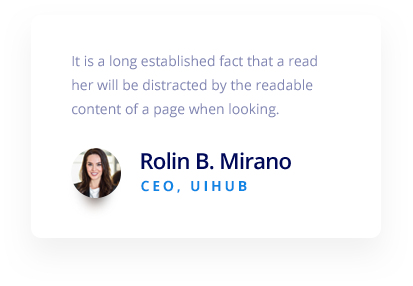 It is a long established fact that a read
her will be distracted by the readable
content of a page when looking.
Rolin B. Mirano
CEO, UIHUB